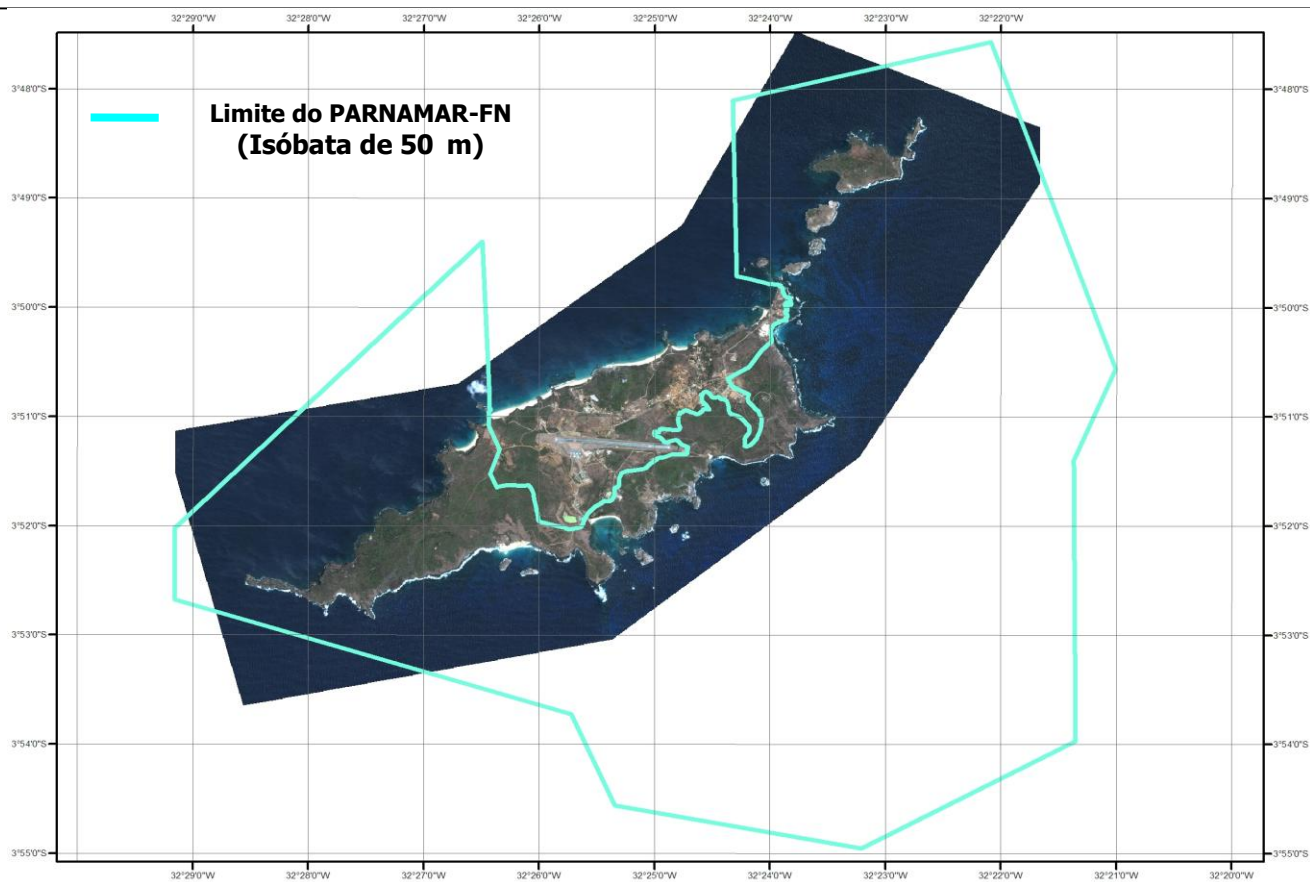 32°29'0"W 32°28'0"W 32°27'0"W 32°26'0"W 32°25'0"W 32°24'0"W 32°23'0"W 32°22'0"W
3°48'0"S 3°48'0"S
Limite do PARNAMAR-FN
(Isóbata de 50 m)
3°49'0"S 3°49'0"S
3°50'0"S 3°50'0"S
3°51'0"S 3°51'0"S
3°52'0"S 3°52'0"S
3°53'0"S 3°53'0"S
3°54'0"S 3°54'0"S
3°55'0"S 3°55'0"S
32°29'0"W 32°28'0"W 32°27'0"W 32°26'0"W 32°25'0"W 32°24'0"W 32°23'0"W 32°22'0"W 32°21'0"W 32°20'0"W